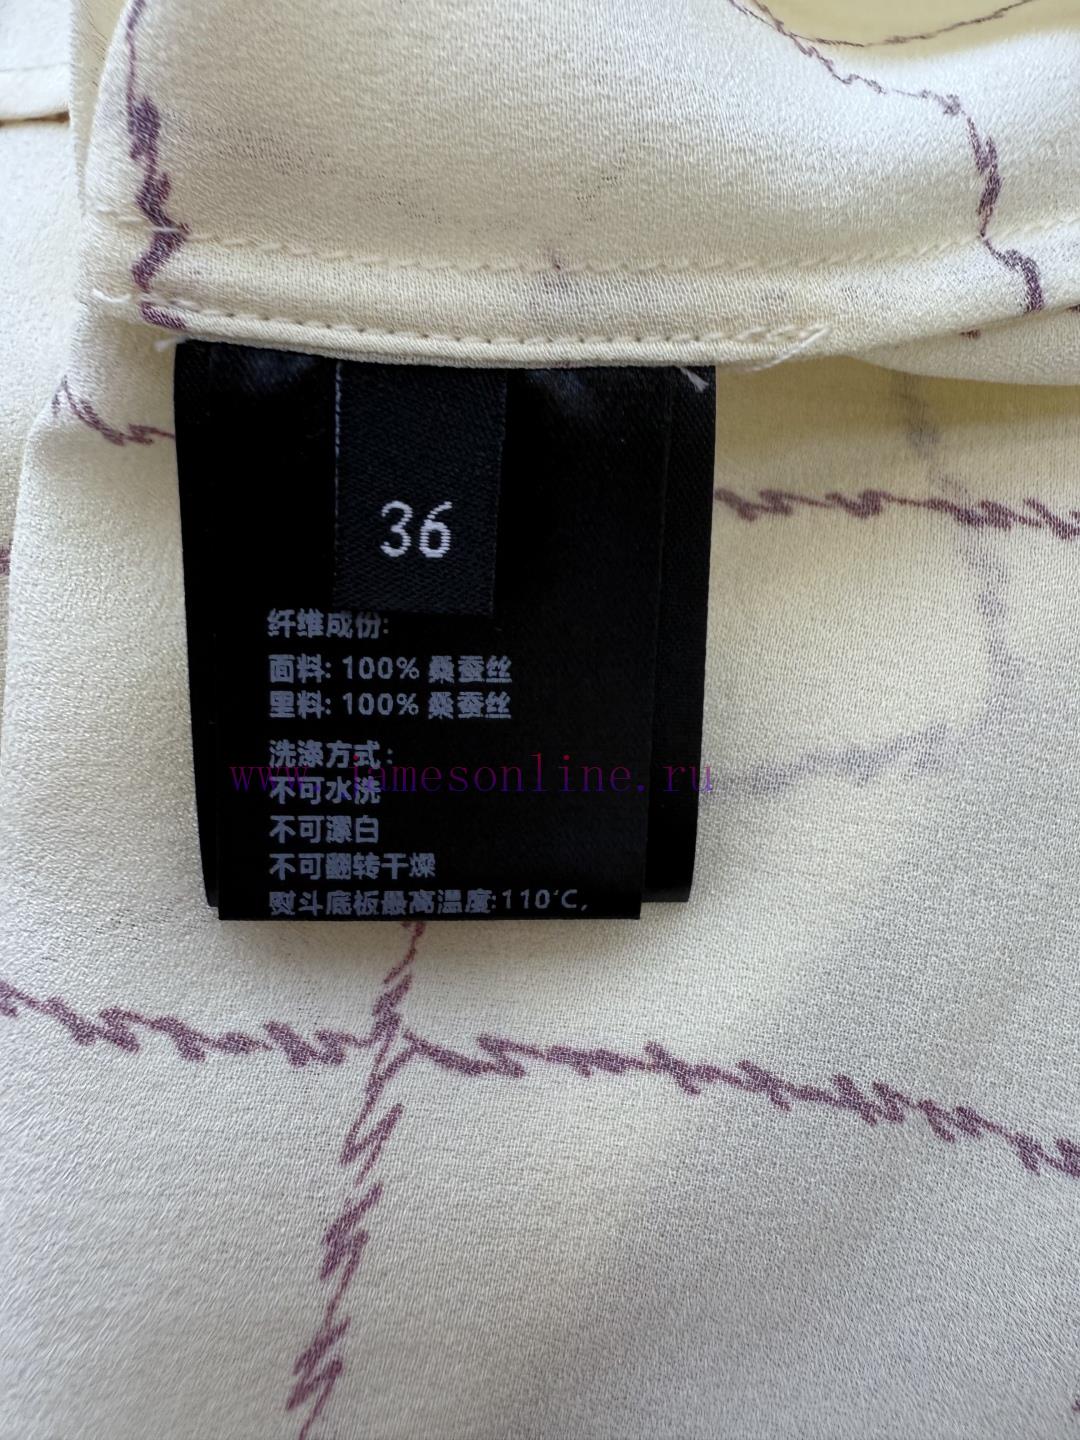 36
纤维成份:
面料: 100% 桑蚕丝
里料: 100% 桑蚕丝
洗涤方式:
www.jamesonline.ru
不可水洗
不可漂白
不可翻转干燥
熨斗底板最高温度:110℃,